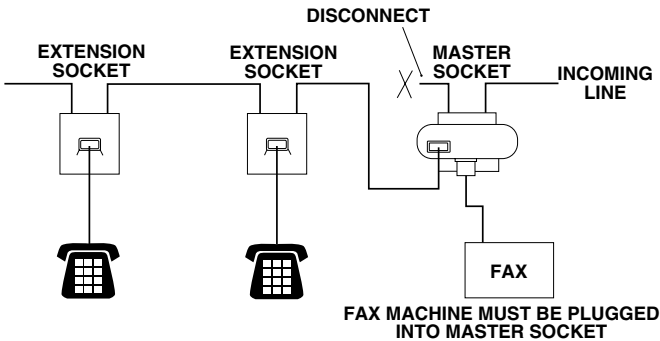 DISCONNECT
EXTENSION
SOCKET
EXTENSION
SOCKET
MASTER
SOCKET
INCOMING
LINE
FAX
FAX MACHINE MUST BE PLUGGED
INTO MASTER SOCKET